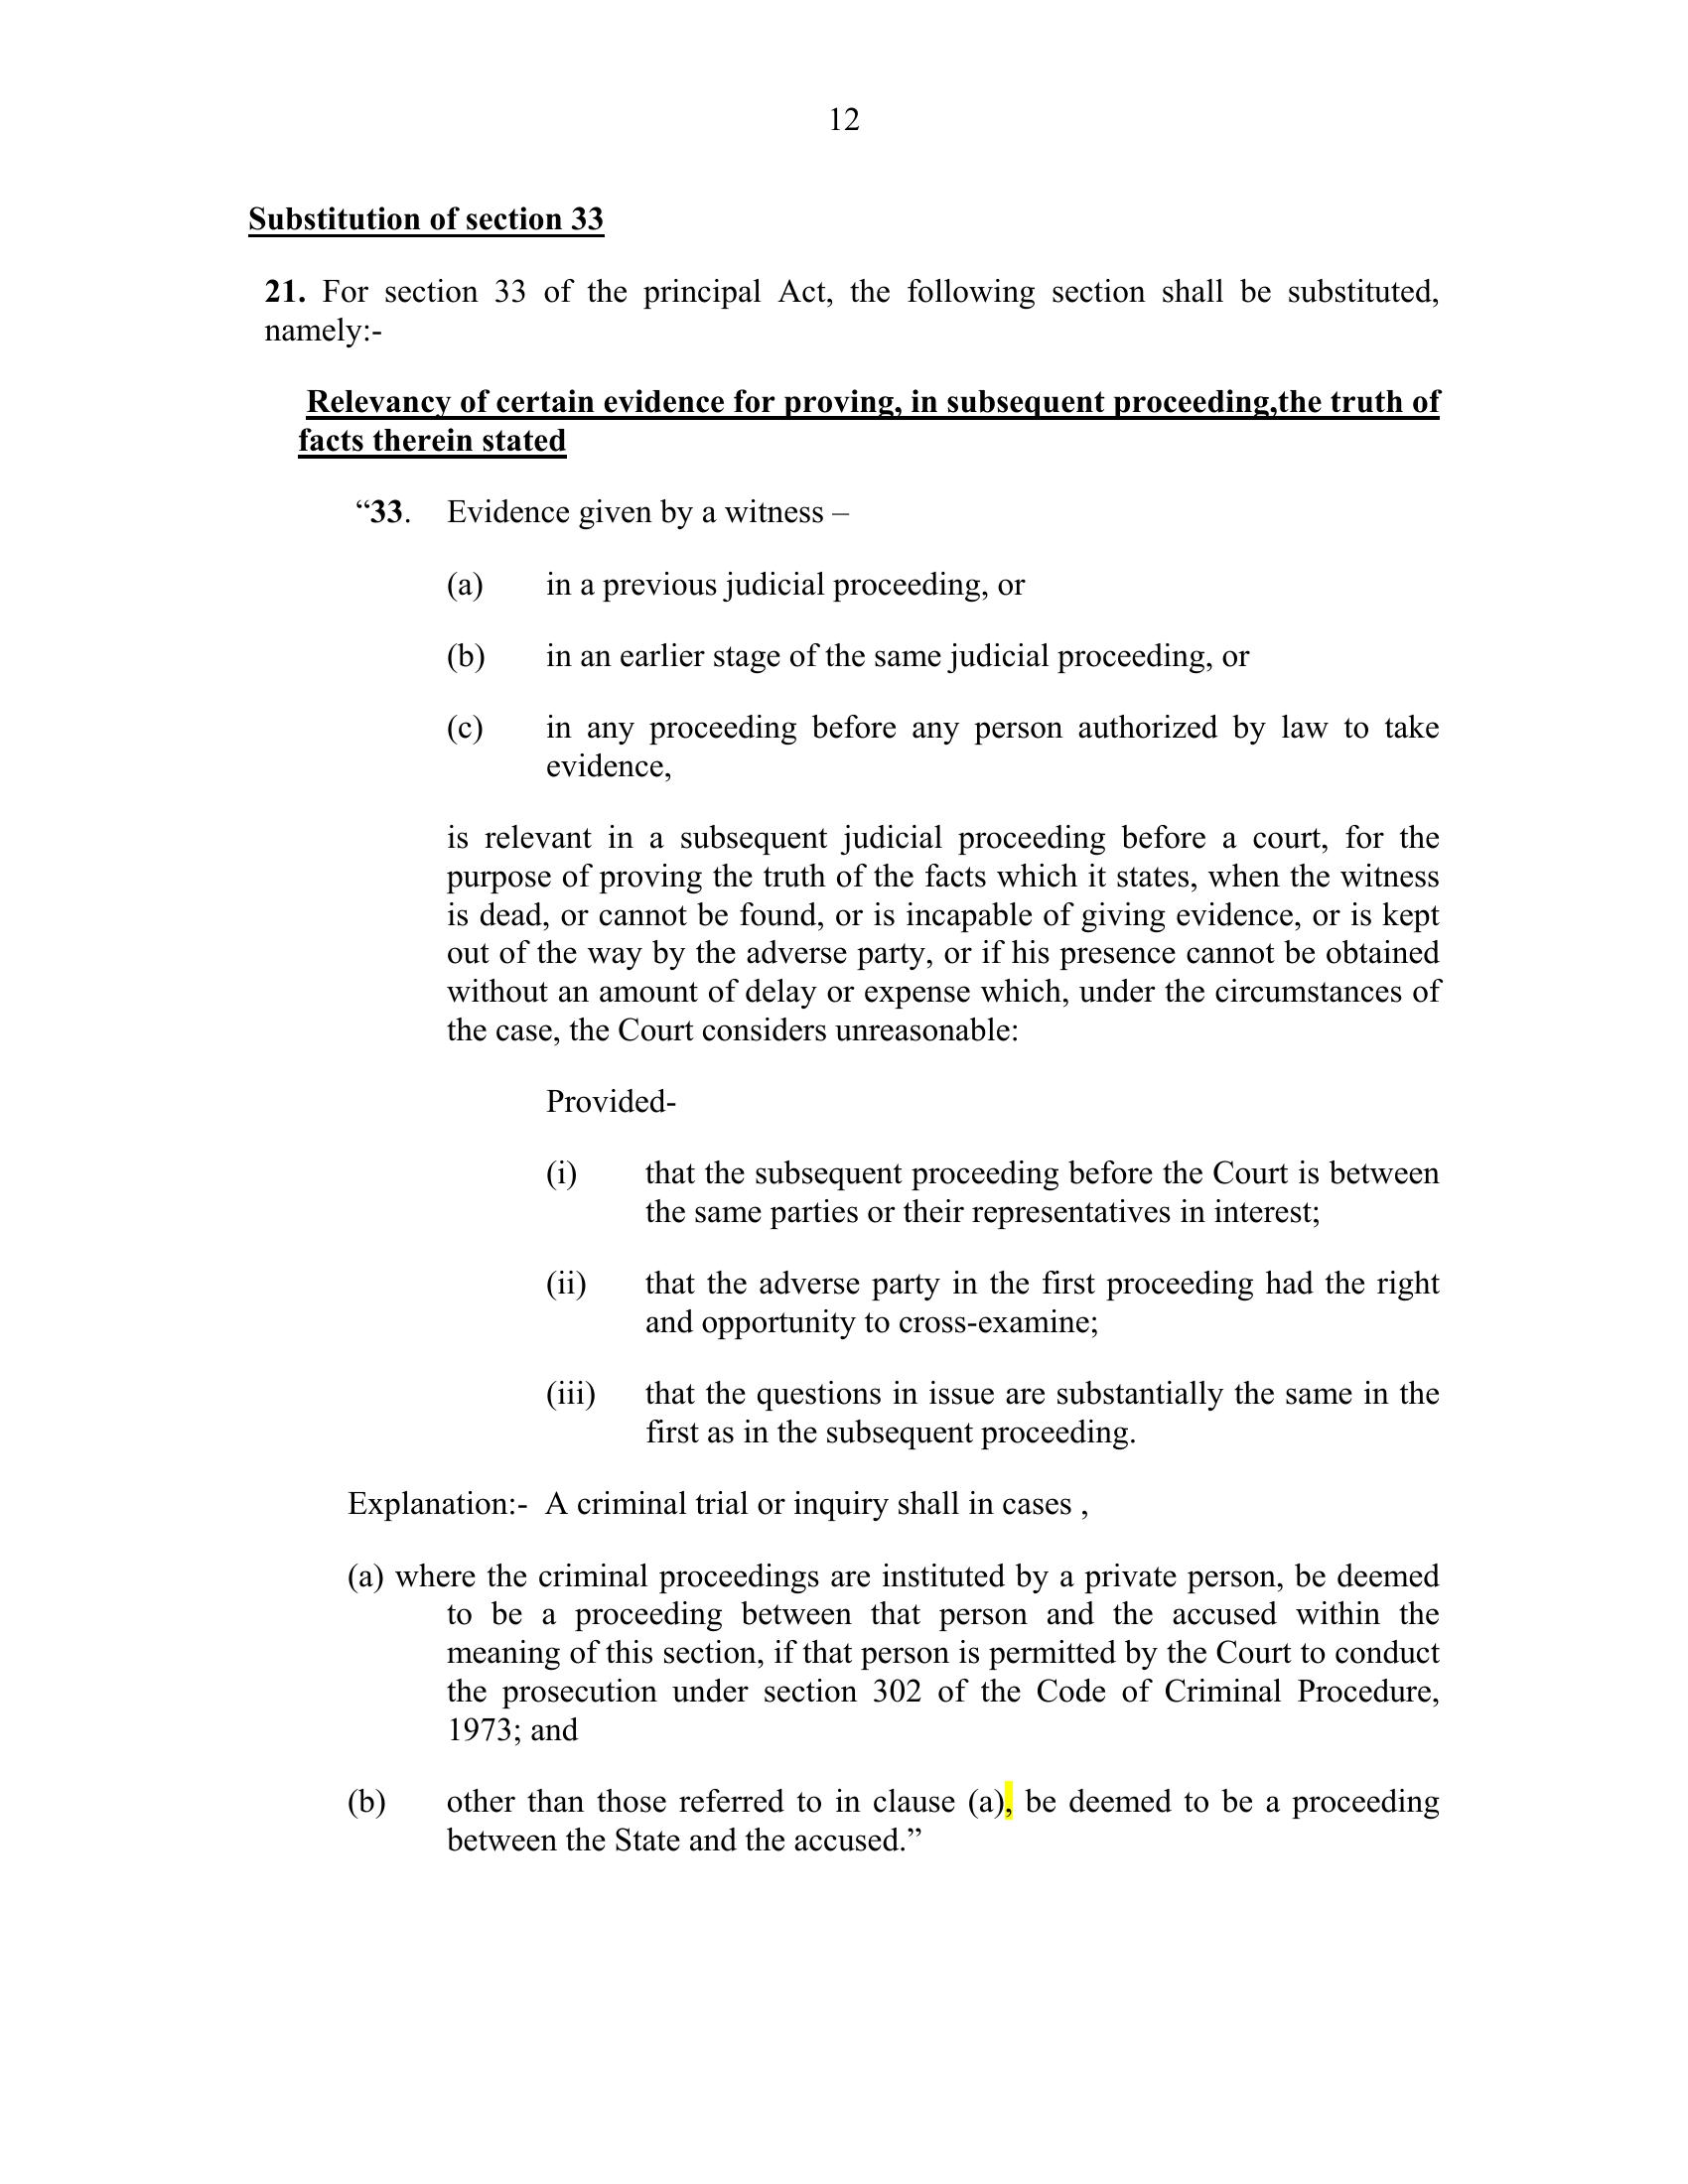 12
Substitution of section 33
21. For section 33 of the principal Act, the following section shall be substituted,
namely:-
Relevancy of certain evidence for proving, in subsequent proceeding,the truth of
facts therein stated
“33. Evidence given by a witness –
(a) in a previous judicial proceeding, or
(b) in an earlier stage of the same judicial proceeding, or
(c) in any proceeding before any person authorized by law to take
evidence,
is relevant in a subsequent judicial proceeding before a court, for the
purpose of proving the truth of the facts which it states, when the witness
is dead, or cannot be found, or is incapable of giving evidence, or is kept
out of the way by the adverse party, or if his presence cannot be obtained
without an amount of delay or expense which, under the circumstances of
the case, the Court considers unreasonable:
Provided-
(i) that the subsequent proceeding before the Court is between
the same parties or their representatives in interest;
(ii) that the adverse party in the first proceeding had the right
and opportunity to cross-examine;
(iii) that the questions in issue are substantially the same in the
first as in the subsequent proceeding.
Explanation:- A criminal trial or inquiry shall in cases ,
(a) where the criminal proceedings are instituted by a private person, be deemed
to be a proceeding between that person and the accused within the
meaning of this section, if that person is permitted by the Court to conduct
the prosecution under section 302 of the Code of Criminal Procedure,
1973; and
(b) other than those referred to in clause (a), be deemed to be a proceeding
between the State and the accused.”